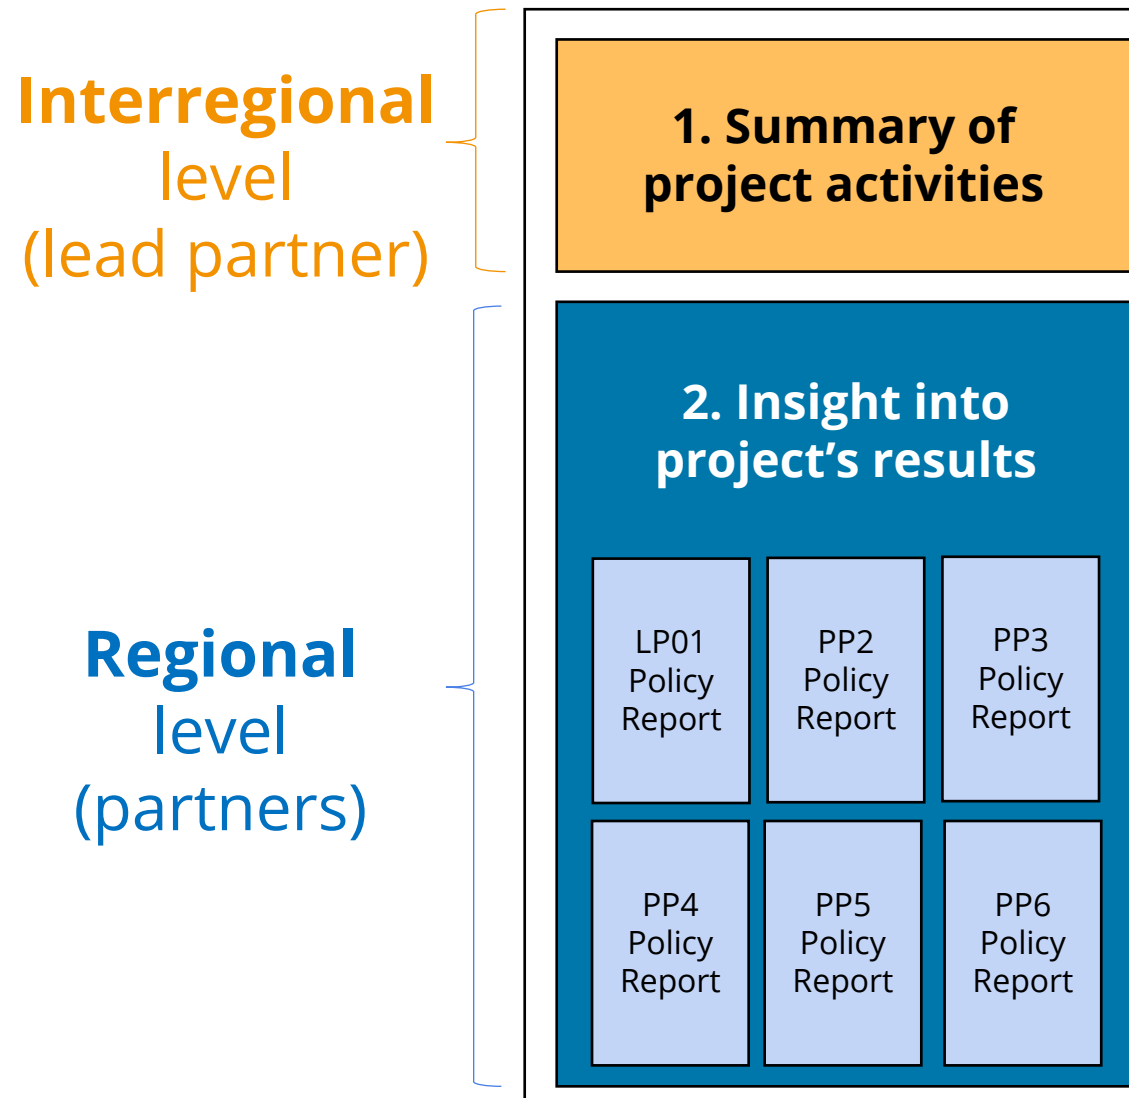 Interregional
level
(lead partner)
1. Summary of
project activities
2. Insight into
project’s results
Regional
level
(partners)
LP01
Policy
Report
PP2
Policy
Report
PP3
Policy
Report
PP4
Policy
Report
PP5
Policy
Report
PP6
Policy
Report